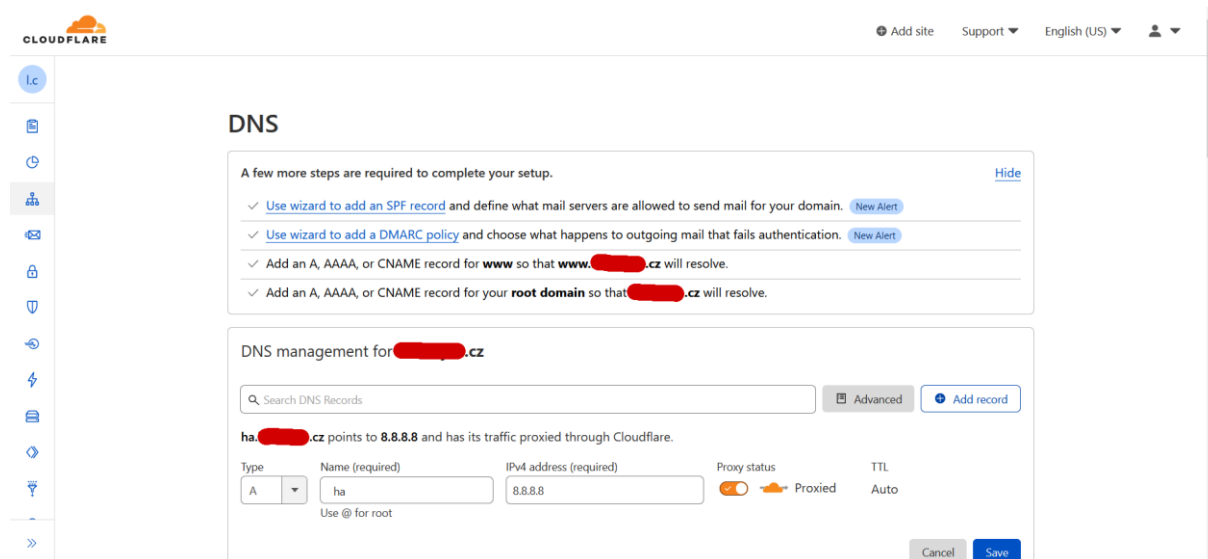 CLOUDFLARE
Add site Support English (US)
l.c
DNS
A few more steps are required to complete your setup. Hide
Use wizard to add an SPF record and define what mail servers are allowed to send mail for your domain. New Alert
Use wizard to add a DMARC policy and choose what happens to outgoing mail that fails authentication. New Alert
Add an A, AAAA, or CNAME record for www so that www. .cz will resolve.
Add an A, AAAA, or CNAME record for your root domain so that .cz will resolve.
DNS management for .cz
Search DNS Records Advanced Add record
ha. .cz points to 8.8.8.8 and has its traffic proxied through Cloudflare.
Type Name (required) IPv4 address (required) Proxy status TTL
A ha 8.8.8.8 Proxied Auto
Use @ for root
Cancel Save